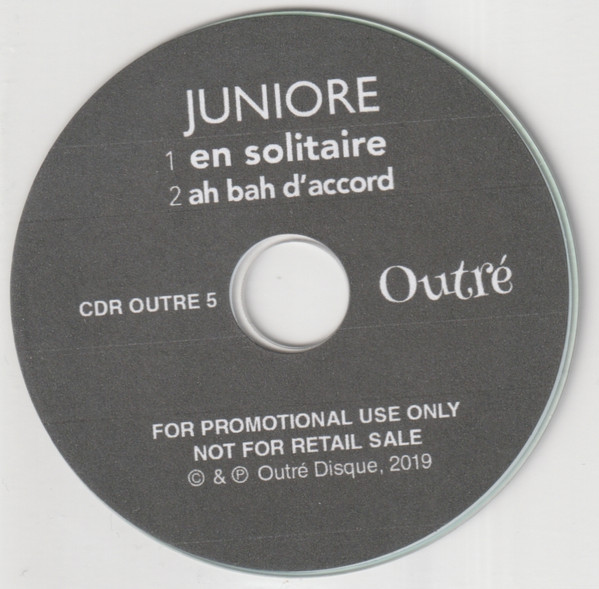 JUNIORE
1 en solitaire
2 ah bah d'accord
CDR OUTRE 5
Outré
FOR PROMOTIONAL USE ONLY
NOT FOR RETAIL SALE
© & ℗ Outré Disque, 2019